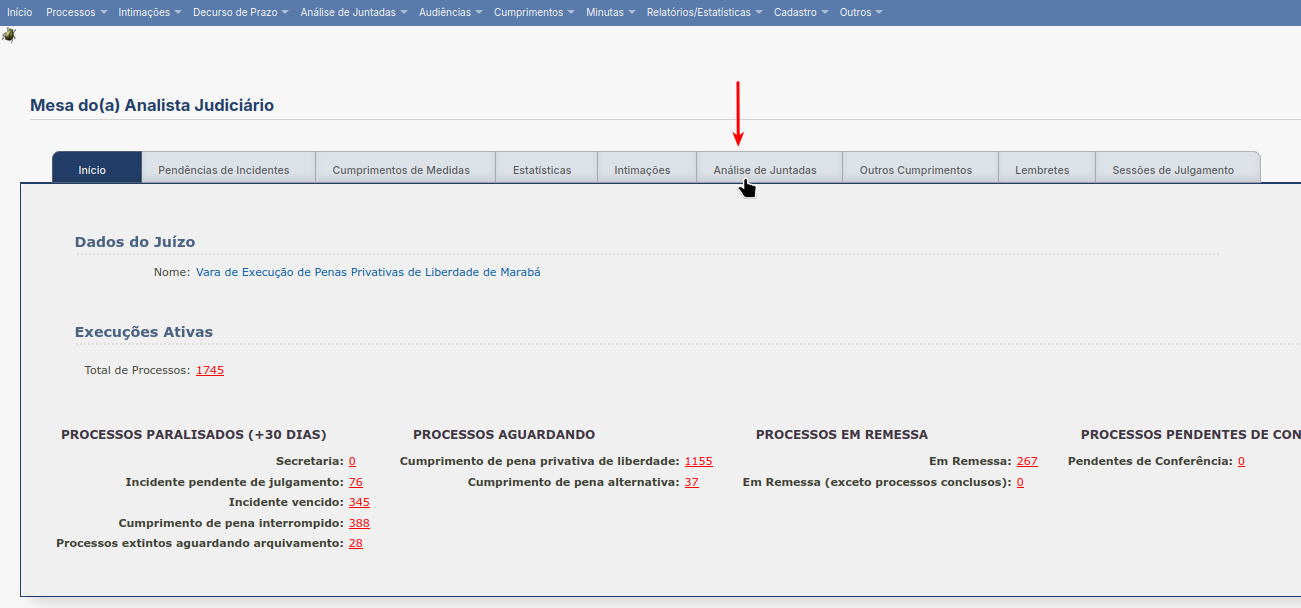 Início Processos Intimações Decurso de Prazo Análise de Juntadas Audiências Cumprimentos Minutas Relatórios/Estatísticas Cadastro Outros
Mesa do(a) Analista Judiciário
Início Pendências de Incidentes Cumprimentos de Medidas Estatísticas Intimações Análise de Juntadas Outros Cumprimentos Lembretes Sessões de Julgamento
Dados do Juízo
Nome: Vara de Execução de Penas Privativas de Liberdade de Marabá
Execuções Ativas
Total de Processos: 1745
PROCESSOS PARALISADOS (+30 DIAS)
Secretaria: 0
Incidente pendente de julgamento: 76
Incidente vencido: 345
Cumprimento de pena interrompido: 388
Processos extintos aguardando arquivamento: 28
PROCESSOS AGUARDANDO
Cumprimento de pena privativa de liberdade: 1155
Cumprimento de pena alternativa: 37
PROCESSOS EM REMESSA
Em Remessa: 267
Em Remessa (exceto processos conclusos): 0
PROCESSOS PENDENTES DE CON
Pendentes de Conferência: 0